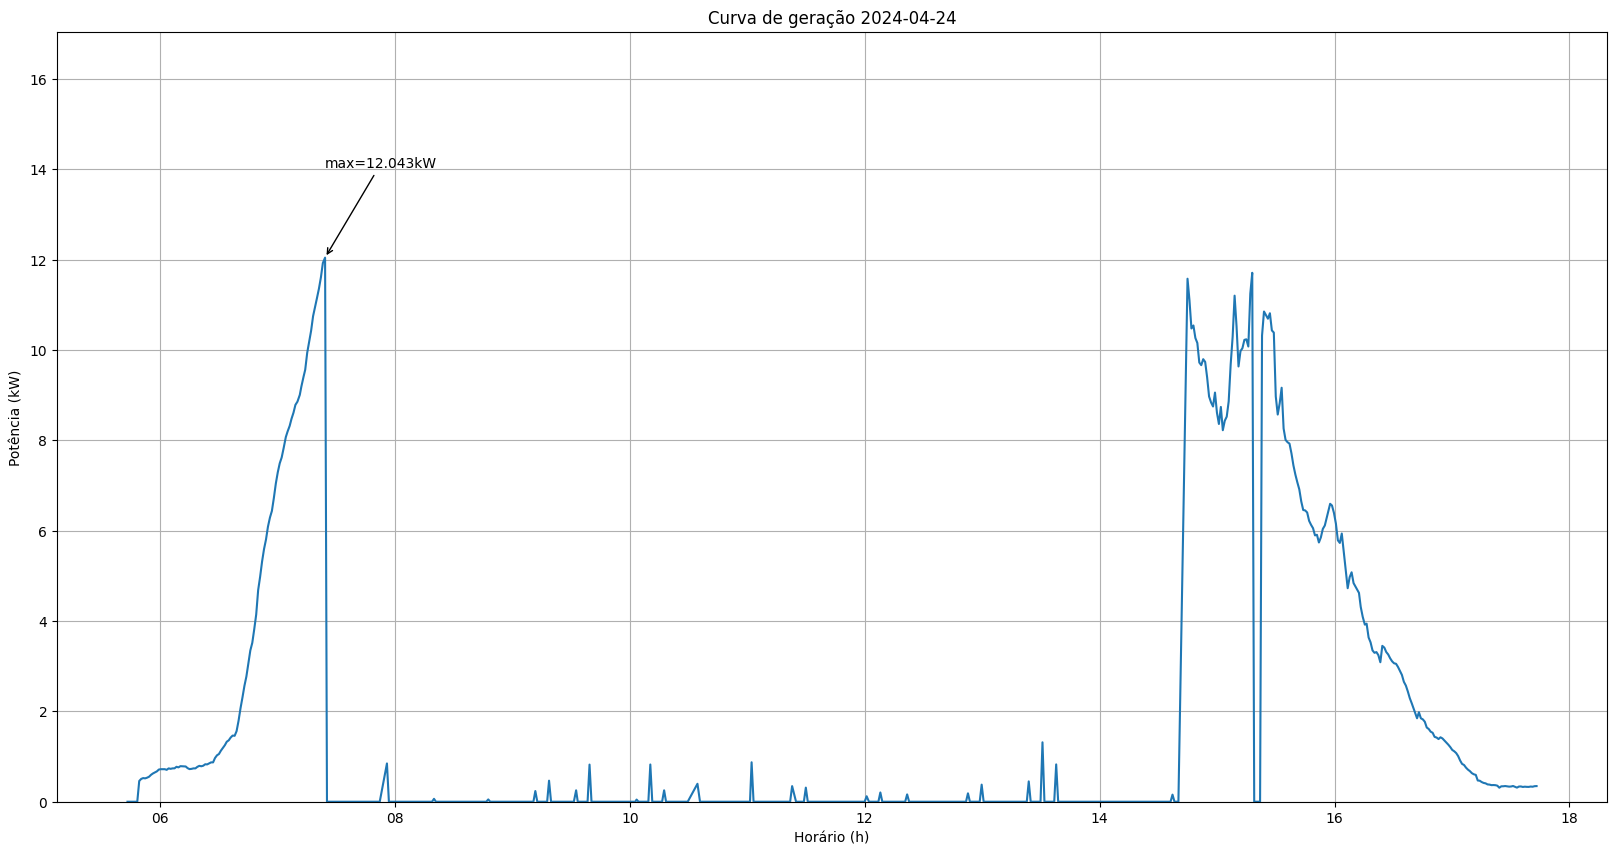 Curva de geração 2024-04-24
16
14
12
10
8
6
4
2
0
Potência (kW)
max=12.043kW
06 08 10 12 14 16 18
Horário (h)